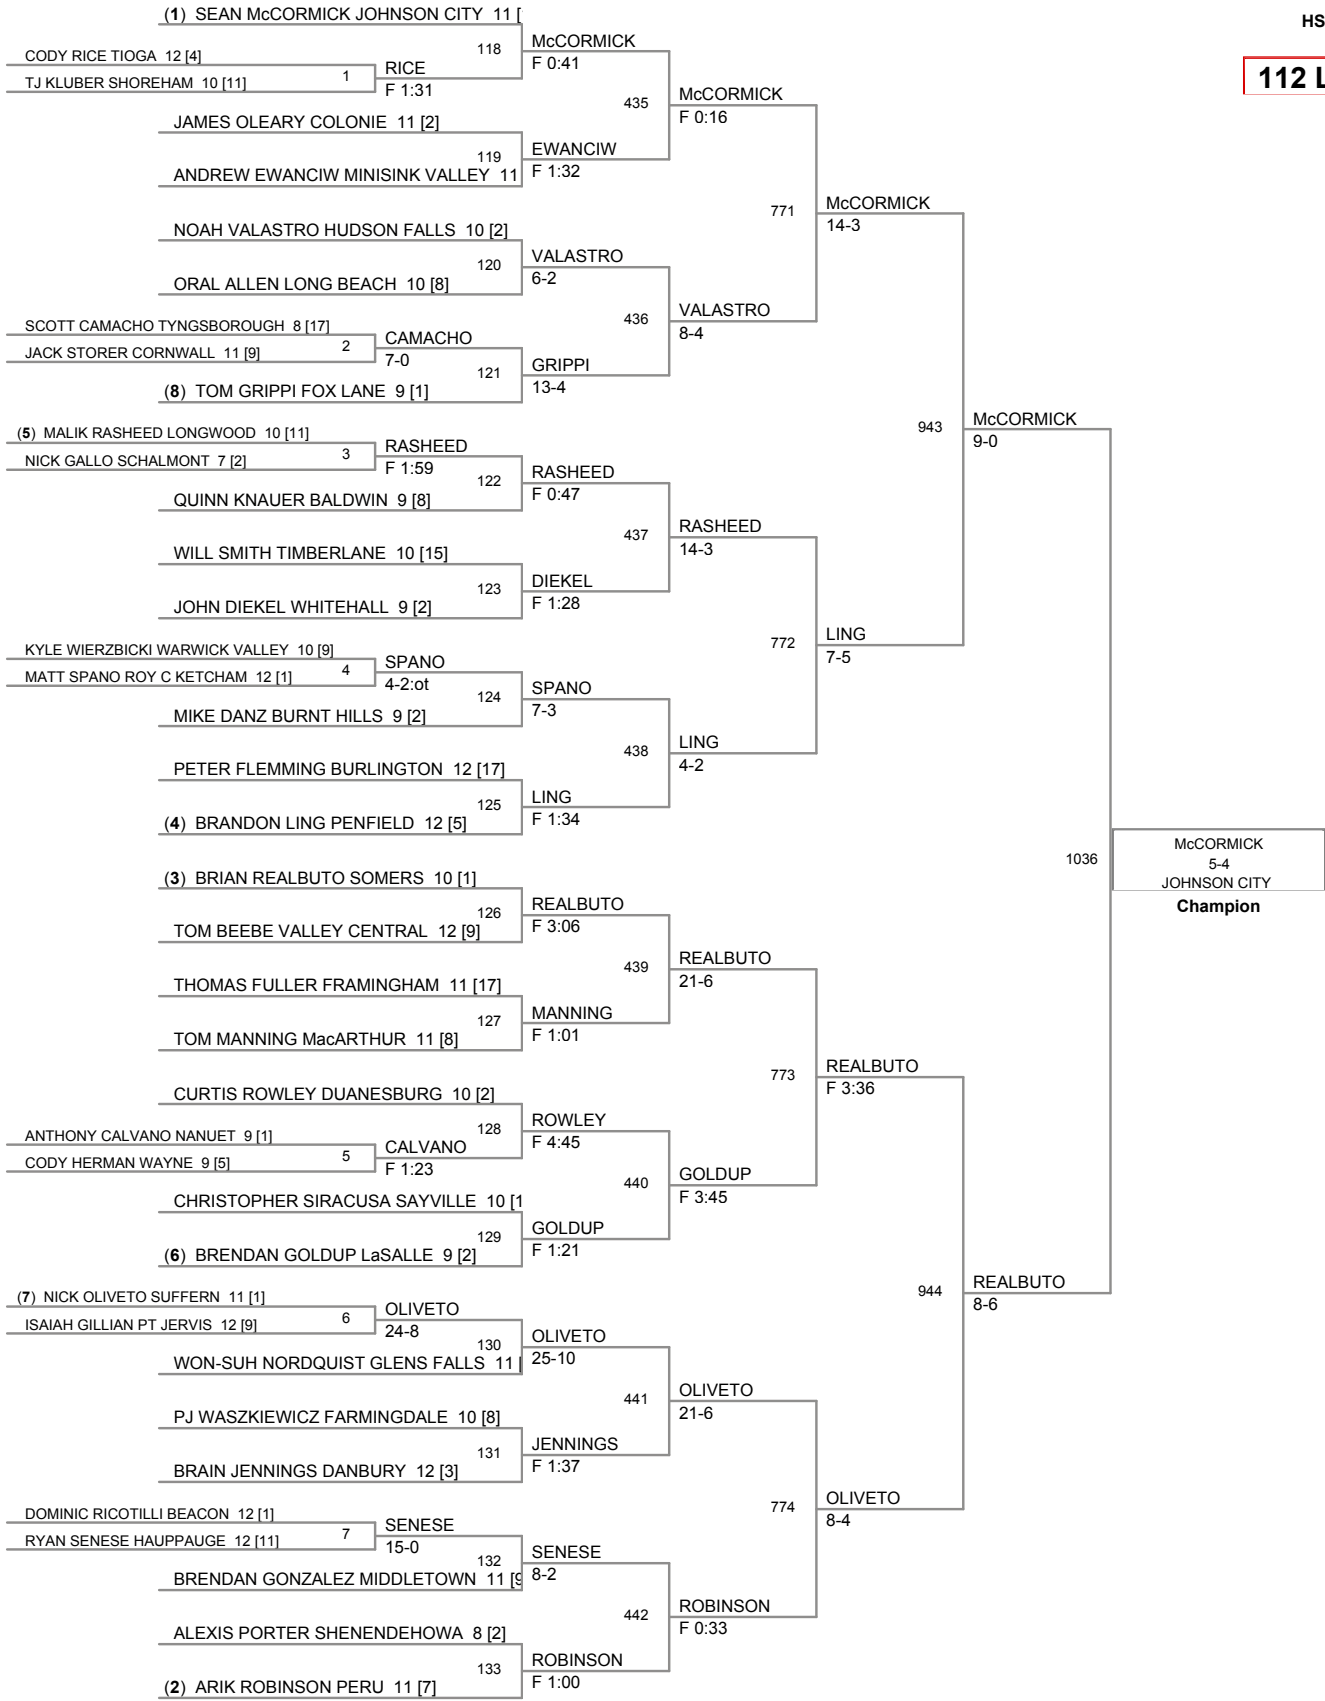 (1) SEAN McCORMICK JOHNSON CITY 11 [
HS
CODY RICE TIOGA 12 [4]
118
McCORMICK
F 0:41
TJ KLUBER SHOREHAM 10 [11]
1
RICE
F 1:31
112 L
435
McCORMICK
F 0:16
JAMES OLEARY COLONIE 11 [2]
119
EWANCIW
F 1:32
ANDREW EWANCIW MINISINK VALLEY 11
771
McCORMICK
14-3
NOAH VALASTRO HUDSON FALLS 10 [2]
120
VALASTRO
6-2
ORAL ALLEN LONG BEACH 10 [8]
436
VALASTRO
8-4
SCOTT CAMACHO TYNGSBOROUGH 8 [17]
2
CAMACHO
7-0
JACK STORER CORNWALL 11 [9]
121
GRIPPI
13-4
(8) TOM GRIPPI FOX LANE 9 [1]
943
McCORMICK
9-0
(5) MALIK RASHEED LONGWOOD 10 [11]
3
RASHEED
F 1:59
NICK GALLO SCHALMONT 7 [2]
122
RASHEED
F 0:47
QUINN KNAUER BALDWIN 9 [8]
437
RASHEED
14-3
WILL SMITH TIMBERLANE 10 [15]
123
DIEKEL
F 1:28
JOHN DIEKEL WHITEHALL 9 [2]
772
LING
7-5
KYLE WIERZBICKI WARWICK VALLEY 10 [9]
4
SPANO
4-2:ot
MATT SPANO ROY C KETCHAM 12 [1]
124
SPANO
7-3
MIKE DANZ BURNT HILLS 9 [2]
438
LING
4-2
PETER FLEMMING BURLINGTON 12 [17]
125
LING
F 1:34
(4) BRANDON LING PENFIELD 12 [5]
1036
McCORMICK
5-4
JOHNSON CITY
Champion
(3) BRIAN REALBUTO SOMERS 10 [1]
126
REALBUTO
F 3:06
TOM BEEBE VALLEY CENTRAL 12 [9]
439
REALBUTO
21-6
THOMAS FULLER FRAMINGHAM 11 [17]
127
MANNING
F 1:01
TOM MANNING MacARTHUR 11 [8]
773
REALBUTO
F 3:36
CURTIS ROWLEY DUANESBURG 10 [2]
128
ROWLEY
F 4:45
ANTHONY CALVANO NANUET 9 [1]
5
CALVANO
F 1:23
CODY HERMAN WAYNE 9 [5]
440
GOLDUP
F 3:45
CHRISTOPHER SIRACUSA SAYVILLE 10 [1
129
GOLDUP
F 1:21
(6) BRENDAN GOLDUP LaSALLE 9 [2]
944
REALBUTO
8-6
(7) NICK OLIVETO SUFFERN 11 [1]
6
OLIVETO
24-8
ISAIAH GILLIAN PT JERVIS 12 [9]
130
OLIVETO
25-10
WON-SUH NORDQUIST GLENS FALLS 11 [
441
OLIVETO
21-6
PJ WASZKIEWICZ FARMINGDALE 10 [8]
131
JENNINGS
F 1:37
BRAIN JENNINGS DANBURY 12 [3]
774
OLIVETO
8-4
DOMINIC RICOTILLI BEACON 12 [1]
7
SENESE
15-0
RYAN SENESE HAUPPAUGE 12 [11]
132
SENESE
8-2
BRENDAN GONZALEZ MIDDLETOWN 11 [9
442
ROBINSON
F 0:33
ALEXIS PORTER SHENENDEHOWA 8 [2]
133
ROBINSON
F 1:00
(2) ARIK ROBINSON PERU 11 [7]